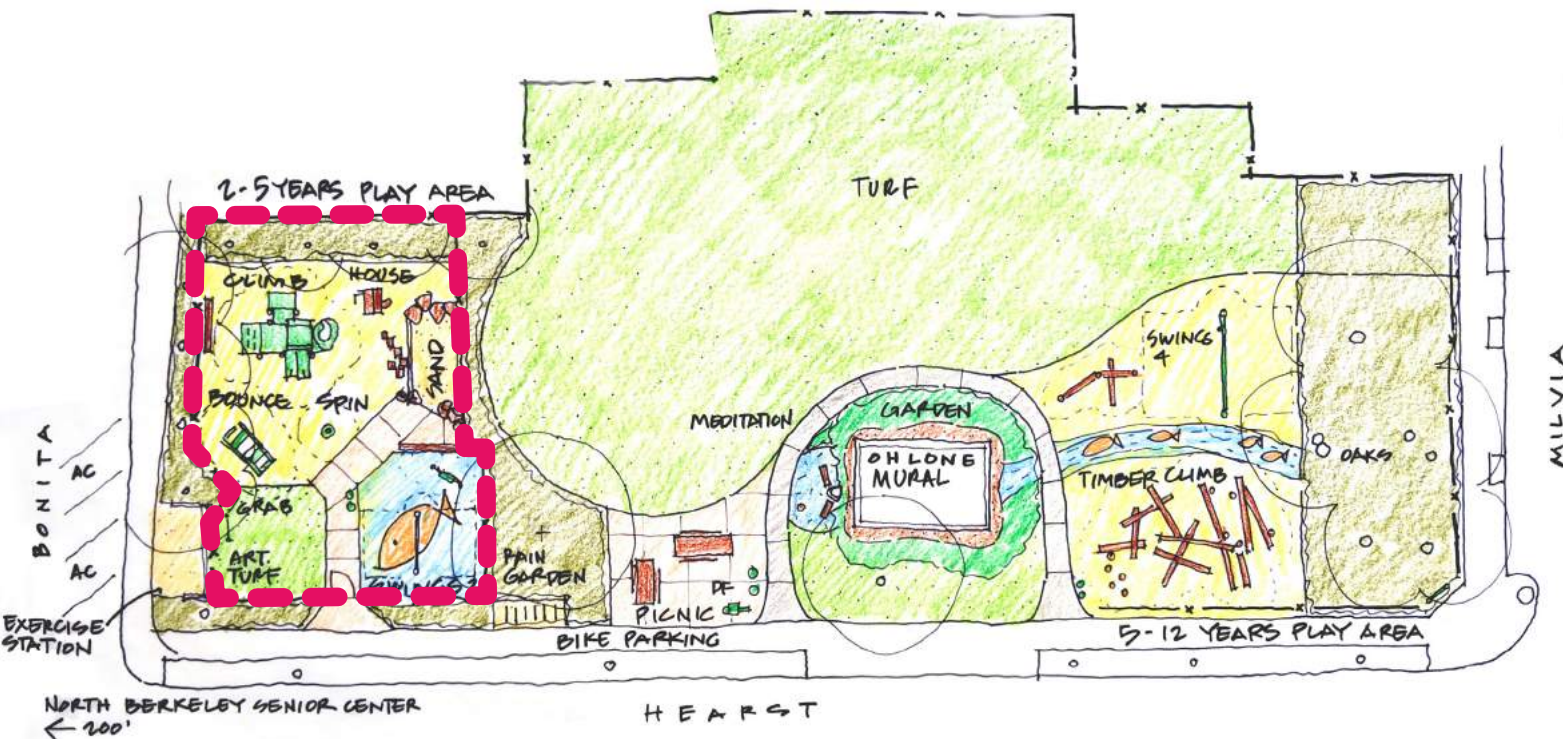 2-5 YEARS PLAY AREA
TURF
CLIMB
HOUSE
SAND
BOUNCE
SPIN
SWINGS
4
MEDITATION
GARDEN
OHLONE
MURAL
OAKS
TIMBER CLIMB
MILVIA
BONITA
AC
AC
GRAB
ART.
TURF
RAIN
GARDEN
DF
PICNIC
BIKE PARKING
5-12 YEARS PLAY AREA
EXERCISE
STATION
NORTH BERKELEY SENIOR CENTER
← 200'
HEARST